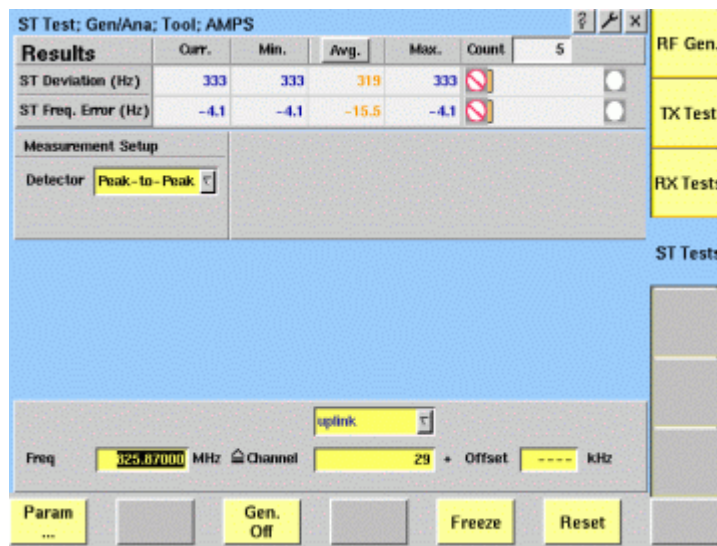 ST Test; Gen/Ana; Tool; AMPS ?
Results Curr. Min. Avg. Max. Count 5
ST Deviation (Hz) 333 333 319 333
ST Freq. Error (Hz) -4.1 -4.1 -15.5 -4.1
Measurement Setup
Detector Peak-to-Peak
RF Gen.
TX Test
RX Tests
ST Tests
uplink
Freq 825.87000 MHz ≙ Channel 29 + Offset ---- kHz
Param
...
Gen.
Off
Freeze
Reset